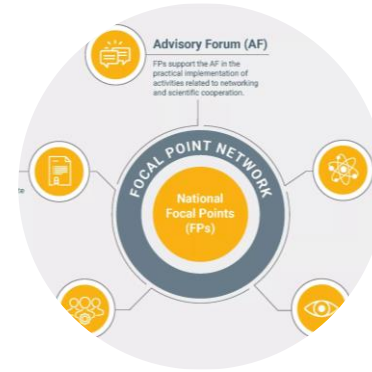 Advisory Forum (AF)
FPs support the AF in the
practical implementation of
activities related to networking
and scientific cooperation.
FOCAL POINT NETWORK
National
Focal Points
(FPs)